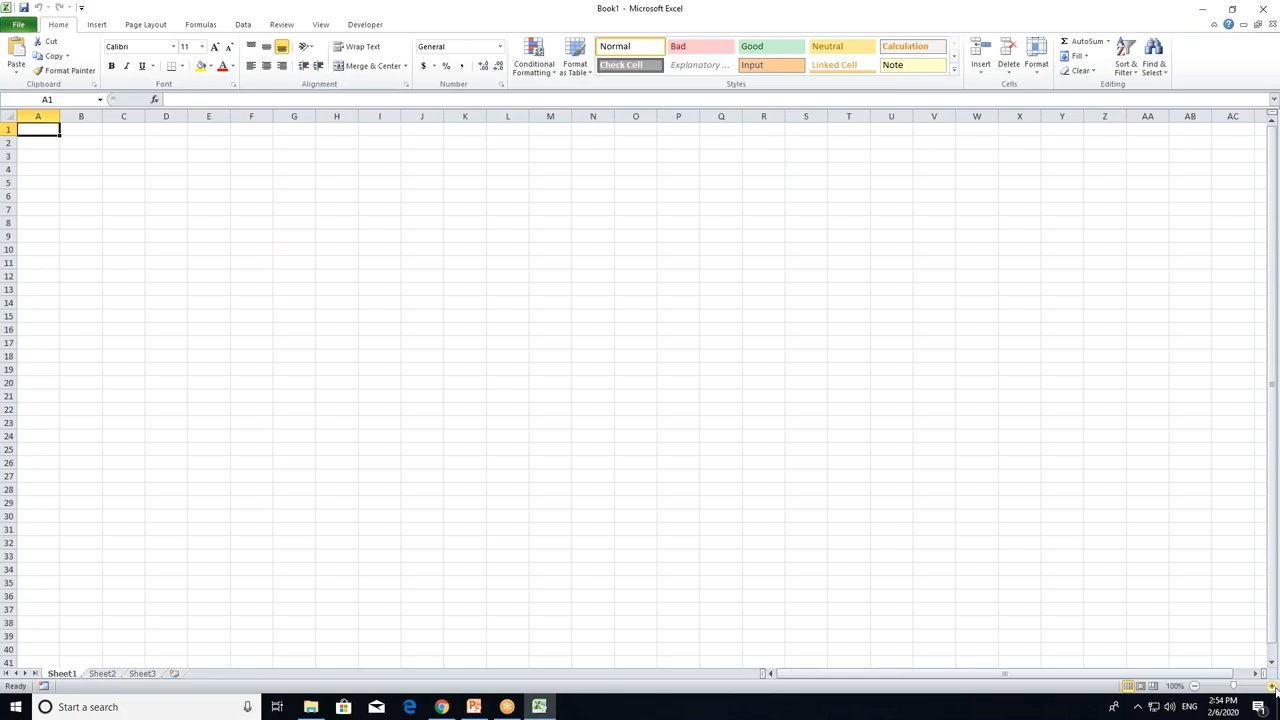 Book1 - Microsoft Excel
File Home Insert Page Layout Formulas Data Review View Developer
Paste
Cut
Copy
Format Painter
Clipboard
Calibri 11
B I U
Font
Wrap Text
Merge & Center
Alignment
General
$ % ,
Number
Conditional Formatting
Format as Table
Normal Bad Good Neutral Calculation
Check Cell Explanatory ... Input Linked Cell Note
Styles
Insert Delete Format
Cells
AutoSum
Fill
Clear
Sort & Filter
Find & Select
Editing
A1 fx
A B C D E F G H I J K L M N O P Q R S T U V W X Y Z AA AB AC
1
2
3
4
5
6
7
8
9
10
11
12
13
14
15
16
17
18
19
20
21
22
23
24
25
26
27
28
29
30
31
32
33
34
35
36
37
38
39
40
41
Sheet1 Sheet2 Sheet3
Ready 100%
Start a search ENG 2:54 PM
2/6/2020